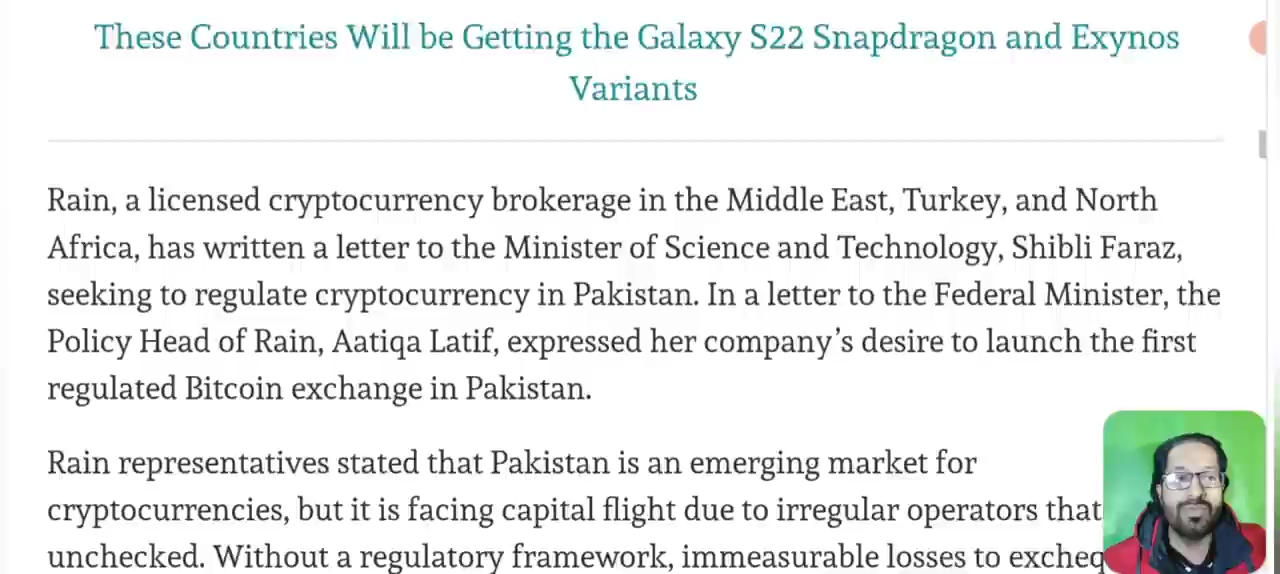 These Countries Will be Getting the Galaxy S22 Snapdragon and Exynos
Variants
Rain, a licensed cryptocurrency brokerage in the Middle East, Turkey, and North
Africa, has written a letter to the Minister of Science and Technology, Shibli Faraz,
seeking to regulate cryptocurrency in Pakistan. In a letter to the Federal Minister, the
Policy Head of Rain, Aatiqa Latif, expressed her company’s desire to launch the first
regulated Bitcoin exchange in Pakistan.
Rain representatives stated that Pakistan is an emerging market for
cryptocurrencies, but it is facing capital flight due to irregular operators that
unchecked. Without a regulatory framework, immeasurable losses to